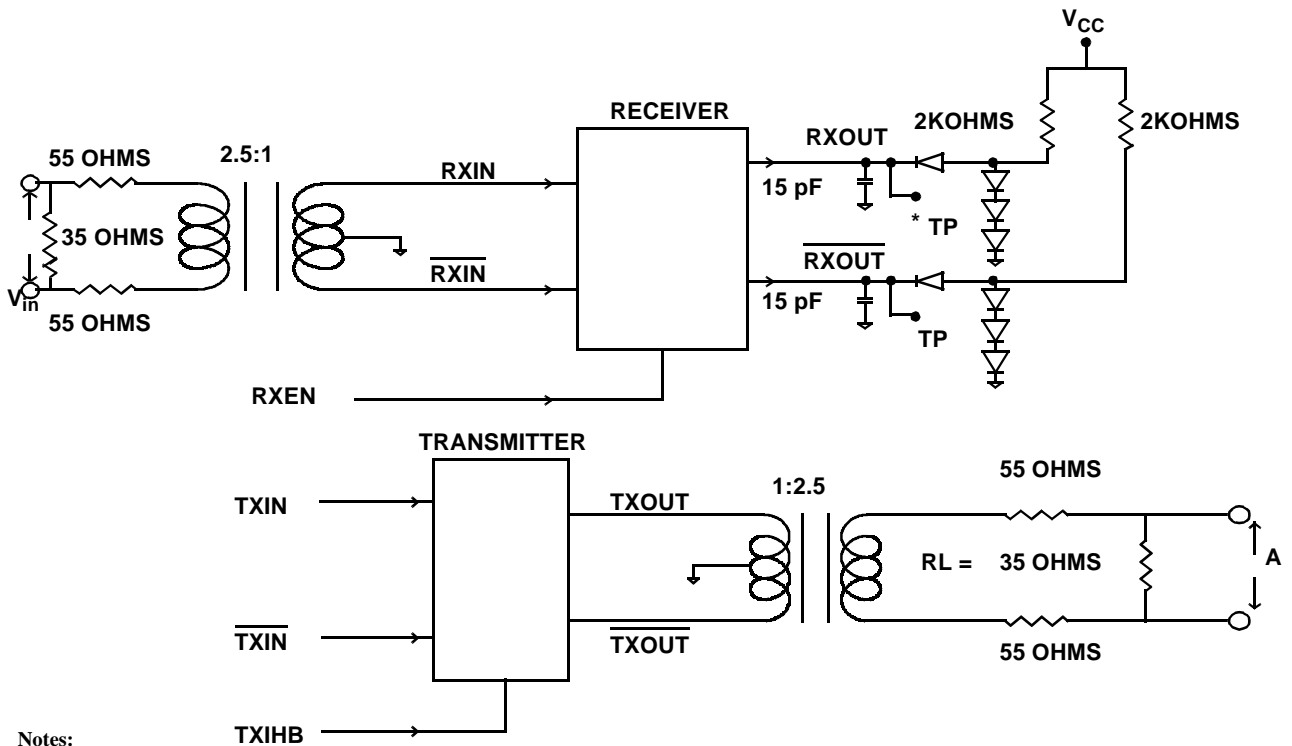 V_CC
RECEIVER
2KOHMS
2KOHMS
55 OHMS
2.5:1
RXOUT
RXIN
15 pF
* TP
35 OHMS
RXIN
RXOUT
V_in
55 OHMS
15 pF
TP
RXEN
TRANSMITTER
55 OHMS
1:2.5
TXIN
TXOUT
RL = 35 OHMS
A
TXIN
TXOUT
55 OHMS
Notes:
TXIHB